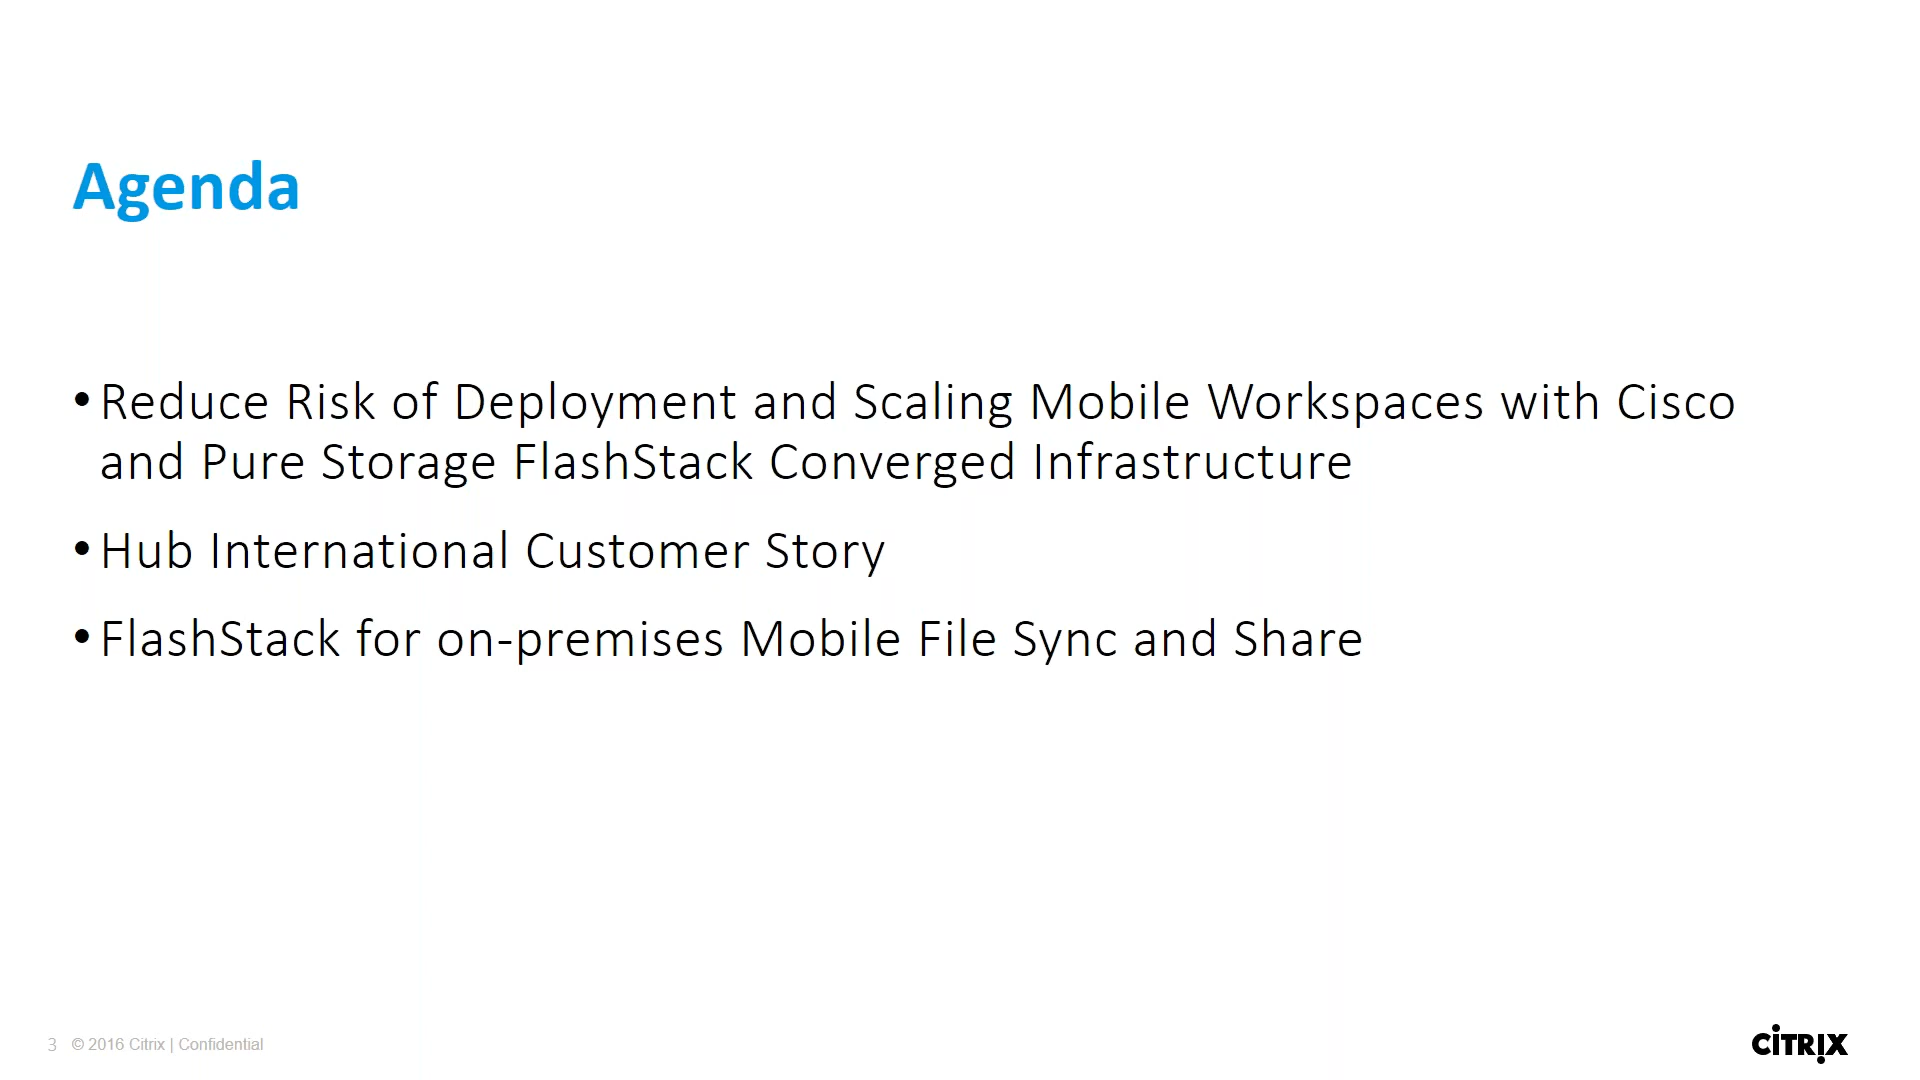 Agenda
•Reduce Risk of Deployment and Scaling Mobile Workspaces with Cisco
and Pure Storage FlashStack Converged Infrastructure
•Hub International Customer Story
•FlashStack for on-premises Mobile File Sync and Share
3 © 2016 Citrix | Confidential
CITRIX